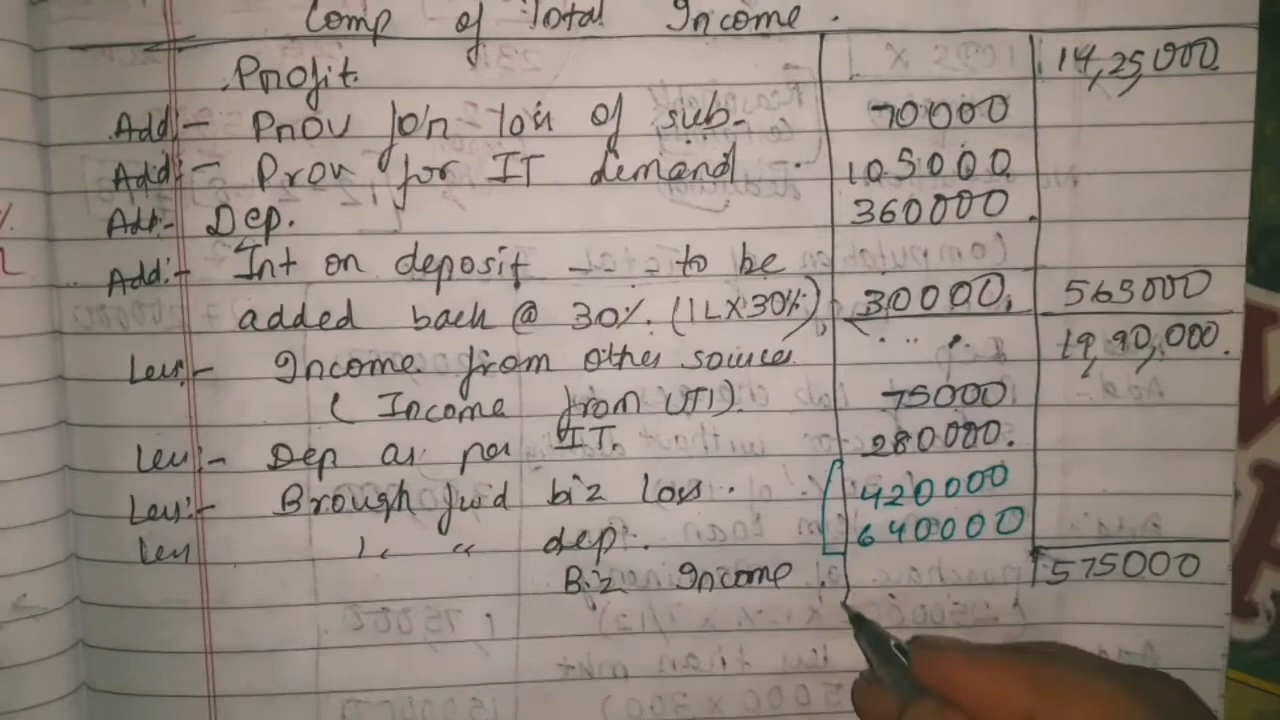 Comp of Total Income.
Profit. 14,25,000
Add:- Prov for loss of sub- 70000
Add:- Prov for IT demand 105000
Add:- Dep. 360000
Add:- Int on deposit - - - to be
added back @ 30%. (1L X 30%) 30000, 565000
19,90,000.
Less:- Income from other source
(Income from UTI). 75000
Less:- Dep as per IT. 280000.
Less:- Brough fwd biz loss.. 420000
Less " " dep. 640000
Biz Income 575000